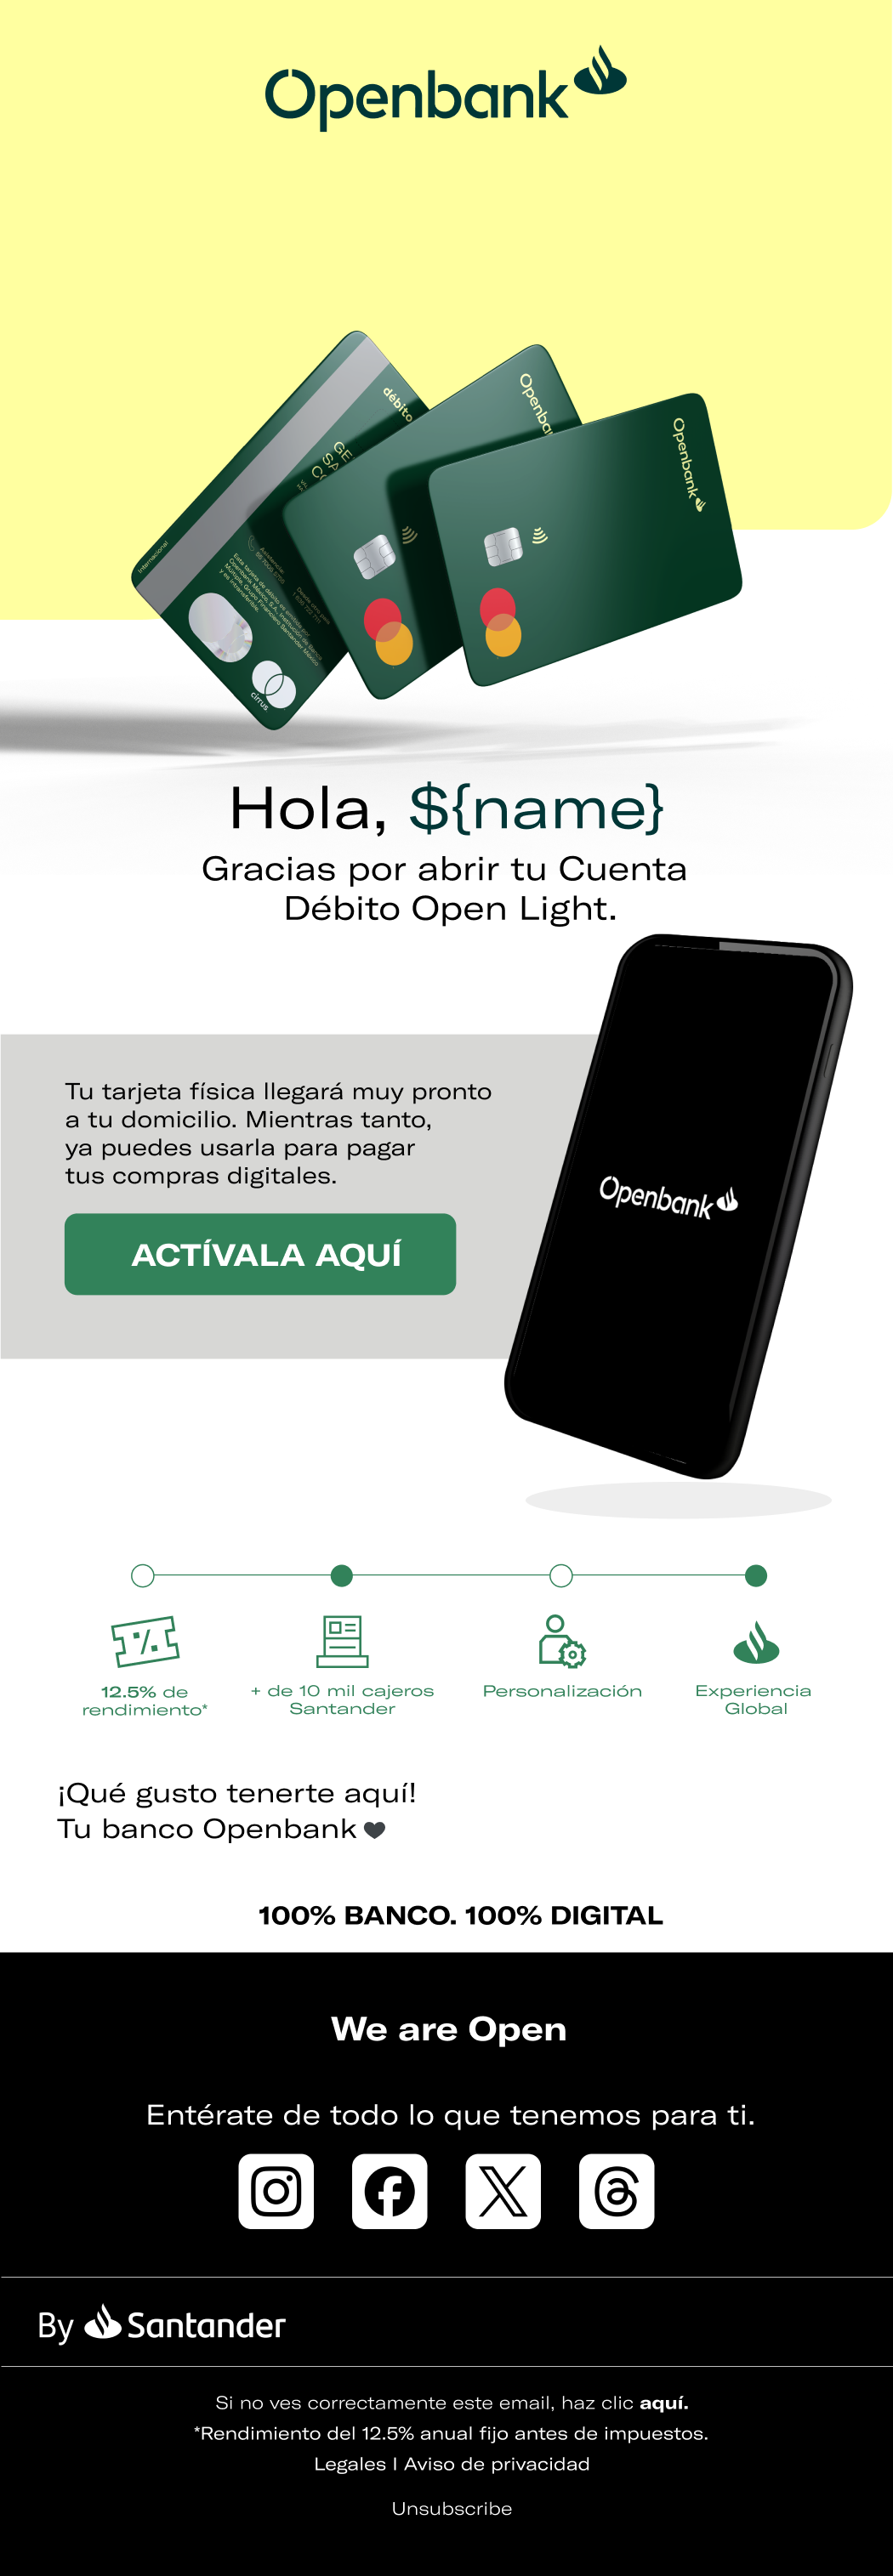 Openbank
débito
Openba
Openbank
Internacional
cirrus
Hola, ${name}
Gracias por abrir tu Cuenta
Débito Open Light.
Tu tarjeta física llegará muy pronto
a tu domicilio. Mientras tanto,
ya puedes usarla para pagar
tus compras digitales.
ACTÍVALA AQUÍ
Openbank
12.5% de
rendimiento*
+ de 10 mil cajeros
Santander
Personalización
Experiencia
Global
¡Qué gusto tenerte aquí!
Tu banco Openbank
100% BANCO. 100% DIGITAL
We are Open
Entérate de todo lo que tenemos para ti.
By Santander
Si no ves correctamente este email, haz clic aquí.
*Rendimiento del 12.5% anual fijo antes de impuestos.
Legales I Aviso de privacidad
Unsubscribe